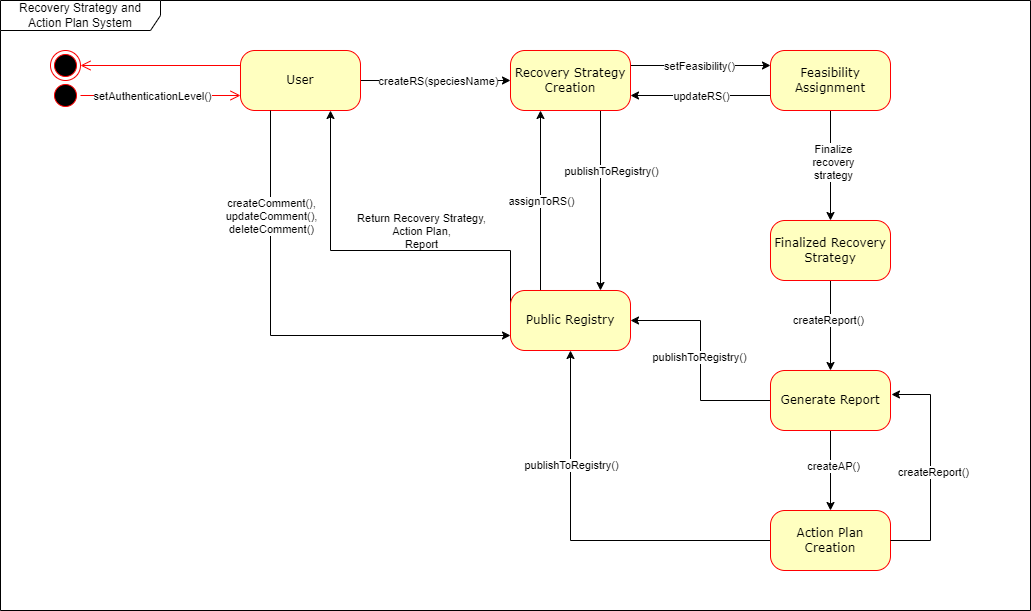 Recovery Strategy and
Action Plan System
User
createRS(speciesName)
Recovery Strategy
Creation
setFeasibility()
updateRS()
Feasibility
Assignment
setAuthenticationLevel()
Finalize
recovery
strategy
publishToRegistry()
assignToRS()
createComment(),
updateComment(),
deleteComment()
Return Recovery Strategy,
Action Plan,
Report
Finalized Recovery
Strategy
Public Registry
createReport()
publishToRegistry()
Generate Report
publishToRegistry()
createAP()
createReport()
Action Plan
Creation